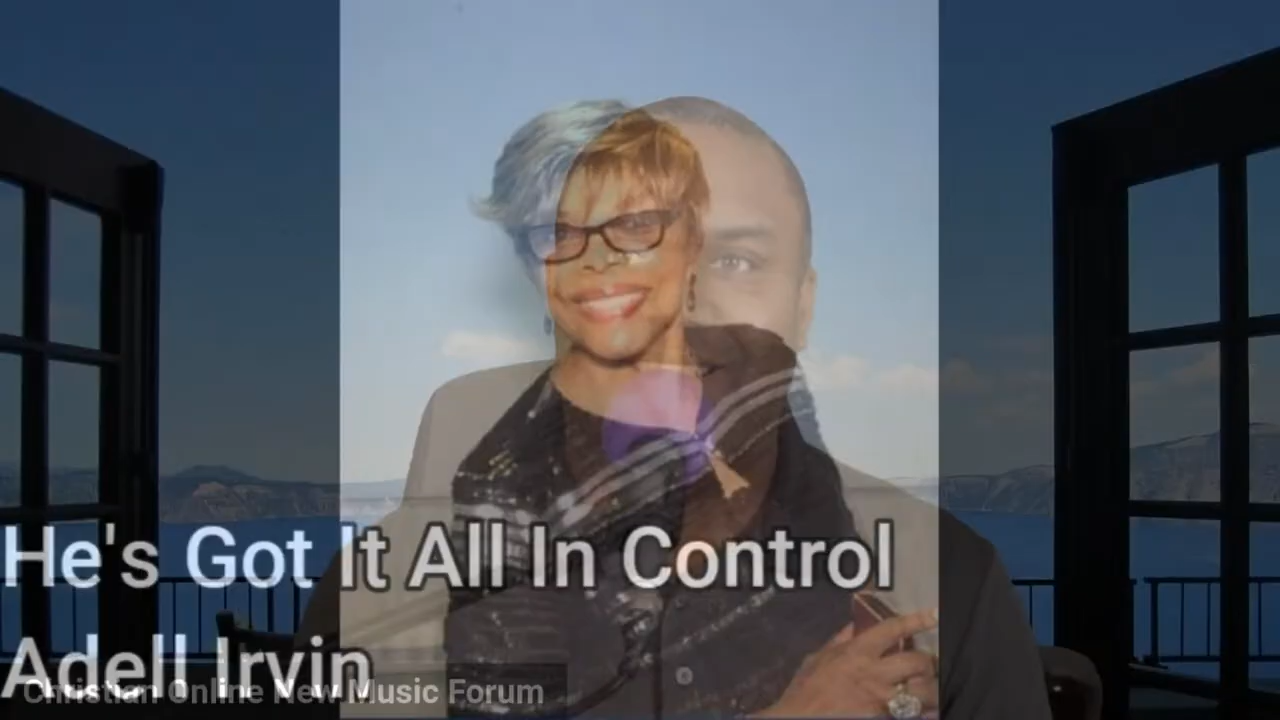 He's Got It All In Control
Adell Irvin
Christian Online New Music Forum